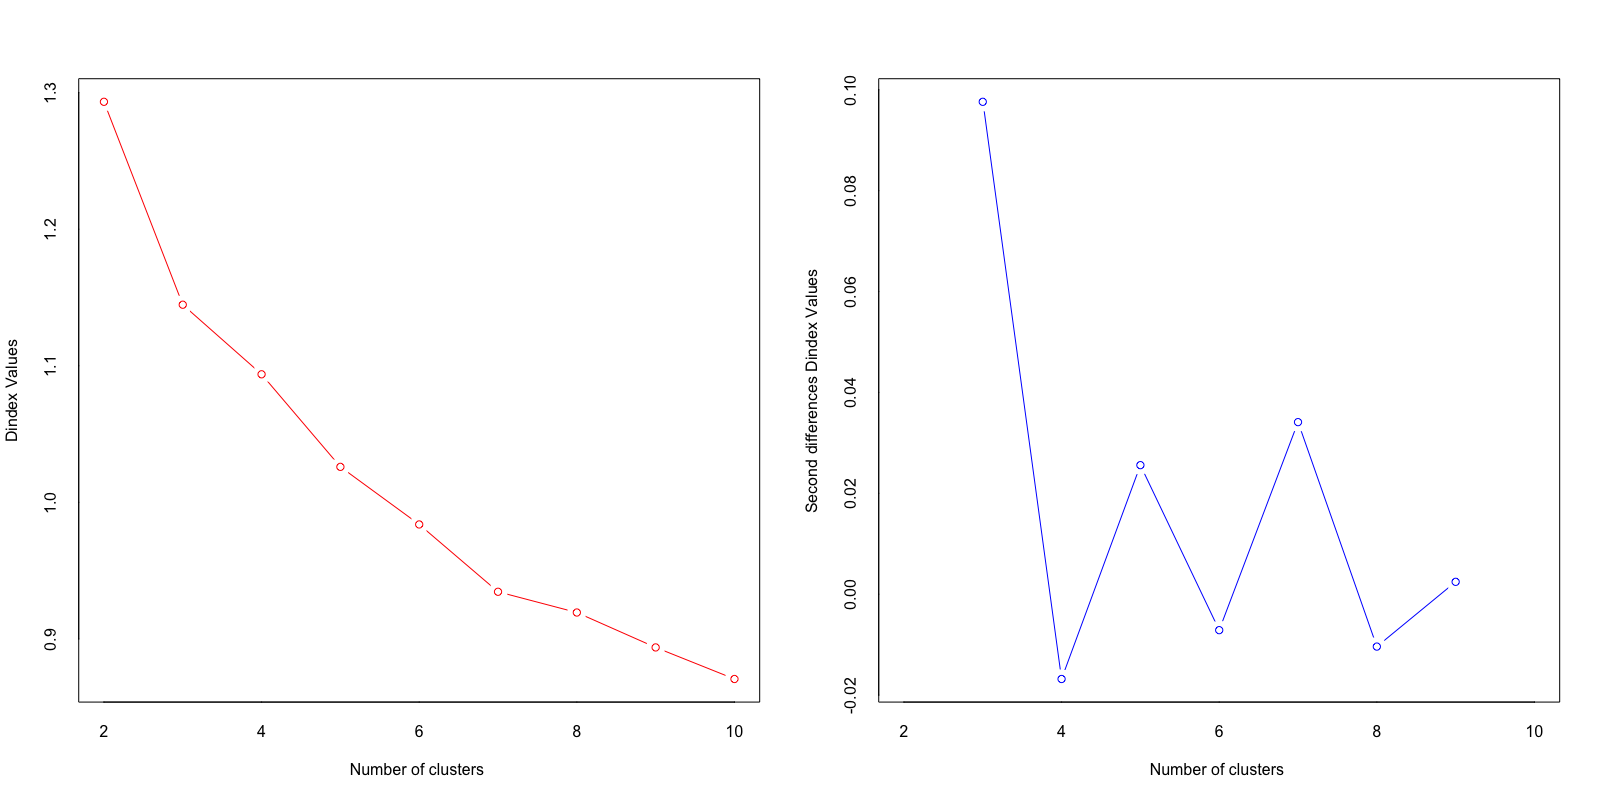 Dindex Values
1.3
1.2
1.1
1.0
0.9
2 4 6 8 10
Number of clusters
Second differences Dindex Values
0.10
0.08
0.06
0.04
0.02
0.00
-0.02
2 4 6 8 10
Number of clusters